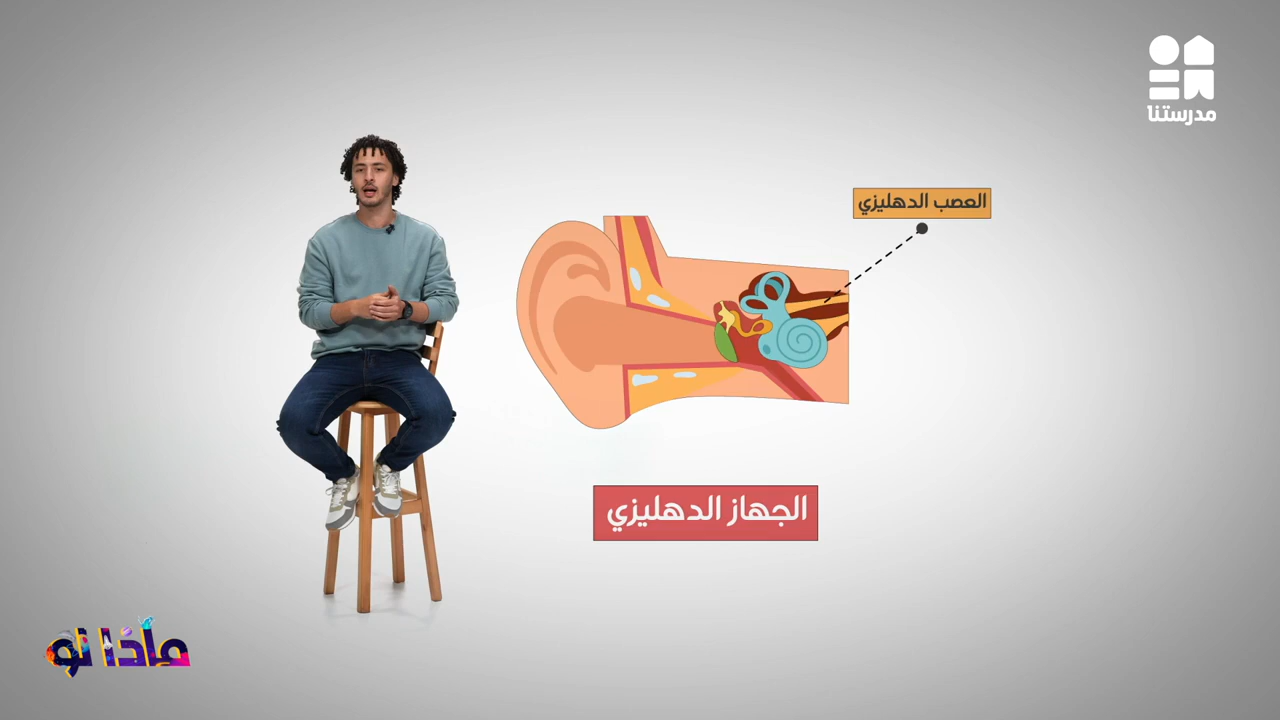 مدرستنا
العصب الدهليزي
الجهاز الدهليزي
ماذا لو